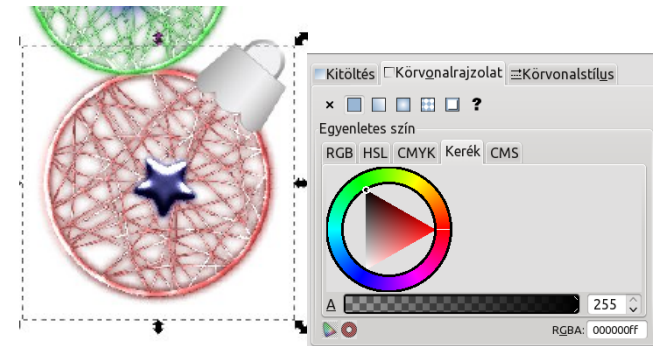 Kitöltés Körvonalrajzolat Körvonalstílus
× ?
Egyenletes szín
RGB HSL CMYK Kerék CMS
A 255
RGBA: 000000ff